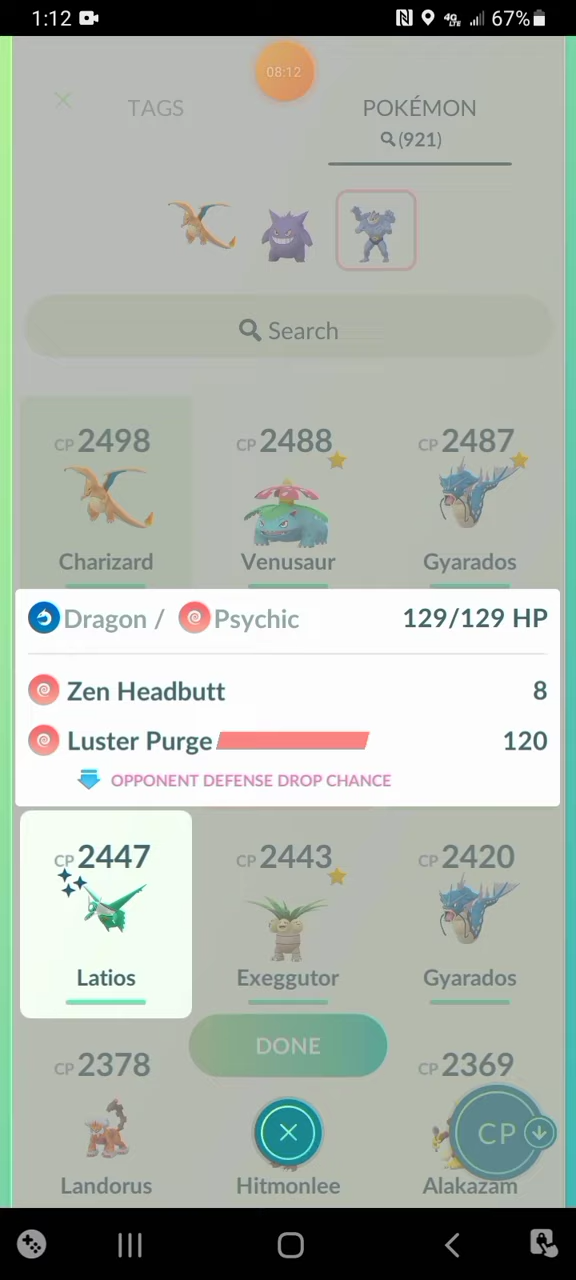 1:12 67%
08:12
TAGS POKÉMON
(921)
Search
CP 2498 CP 2488 CP 2487
Charizard Venusaur Gyarados
Dragon / Psychic 129/129 HP
Zen Headbutt 8
Luster Purge 120
OPPONENT DEFENSE DROP CHANCE
CP 2447 CP 2443 CP 2420
Latios Exeggutor Gyarados
DONE
CP 2378 CP 2369
CP
Landorus Hitmonlee Alakazam